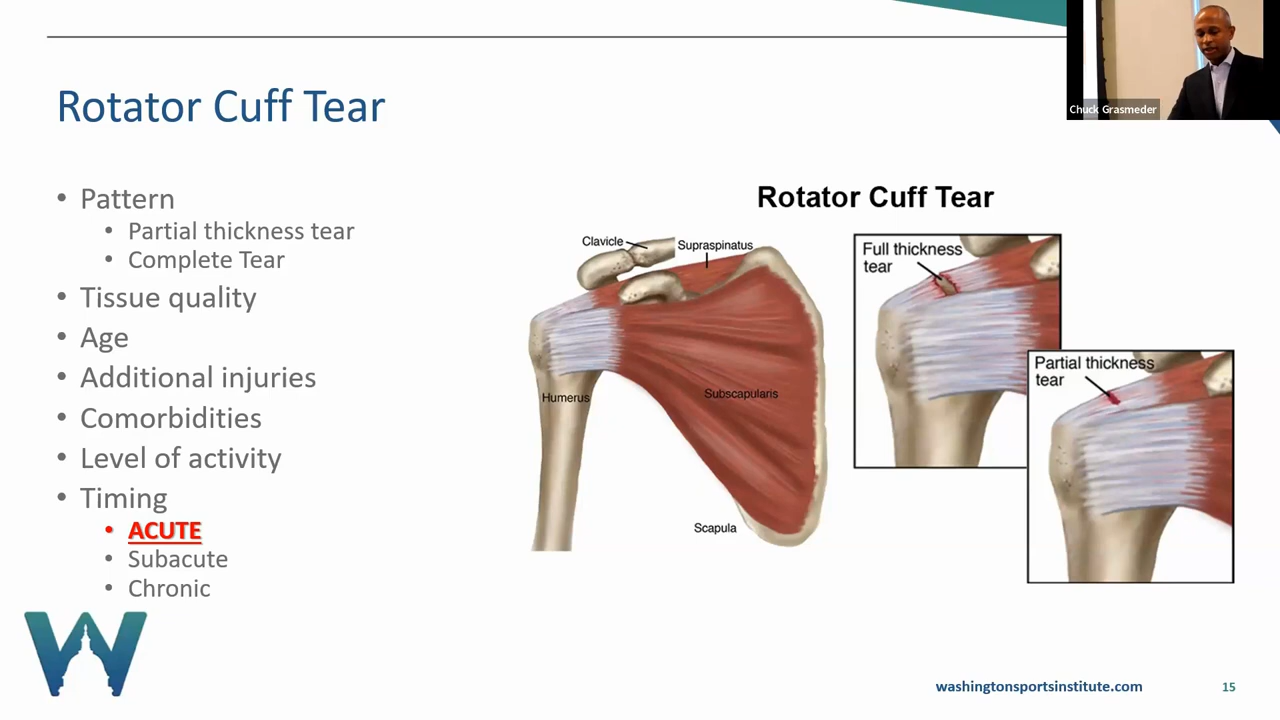 Chuck Grasmeder
Rotator Cuff Tear
• Pattern
• Partial thickness tear
• Complete Tear
• Tissue quality
• Age
• Additional injuries
• Comorbidities
• Level of activity
• Timing
• ACUTE
• Subacute
• Chronic
Rotator Cuff Tear
Clavicle
Supraspinatus
Humerus
Subscapularis
Scapula
Full thickness
tear
Partial thickness
tear
W
washingtonsportsinstitute.com
15